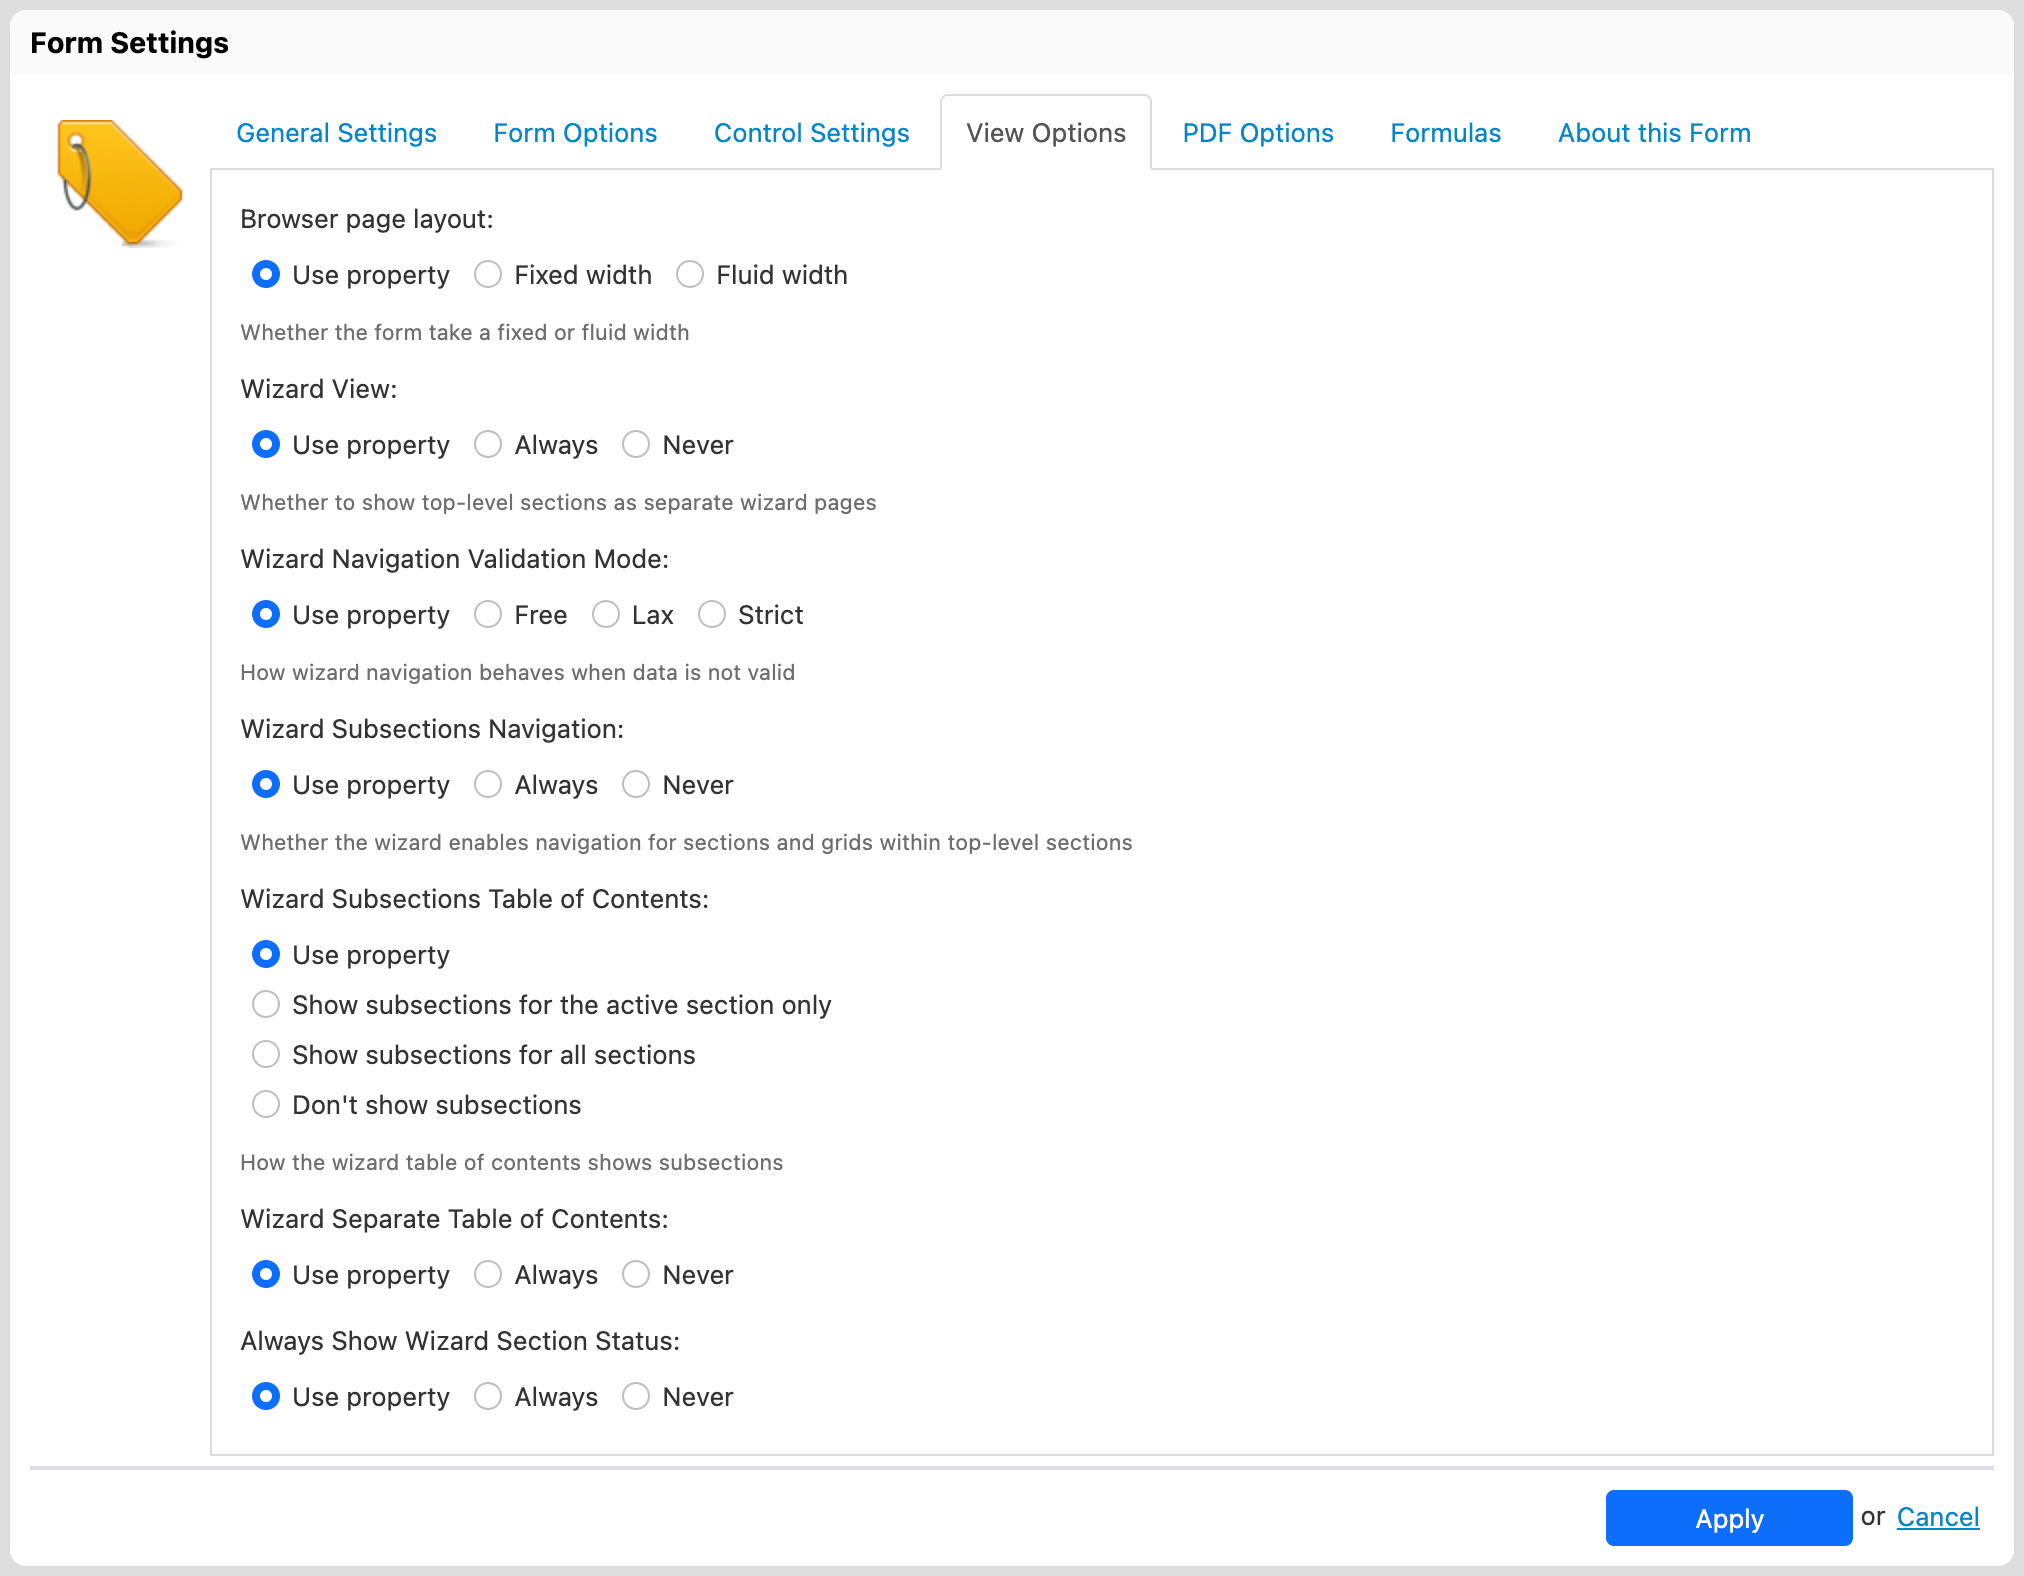 Form Settings
General Settings Form Options Control Settings View Options PDF Options Formulas About this Form
Browser page layout:
Use property Fixed width Fluid width
Whether the form take a fixed or fluid width
Wizard View:
Use property Always Never
Whether to show top-level sections as separate wizard pages
Wizard Navigation Validation Mode:
Use property Free Lax Strict
How wizard navigation behaves when data is not valid
Wizard Subsections Navigation:
Use property Always Never
Whether the wizard enables navigation for sections and grids within top-level sections
Wizard Subsections Table of Contents:
Use property
Show subsections for the active section only
Show subsections for all sections
Don't show subsections
How the wizard table of contents shows subsections
Wizard Separate Table of Contents:
Use property Always Never
Always Show Wizard Section Status:
Use property Always Never
Apply or Cancel